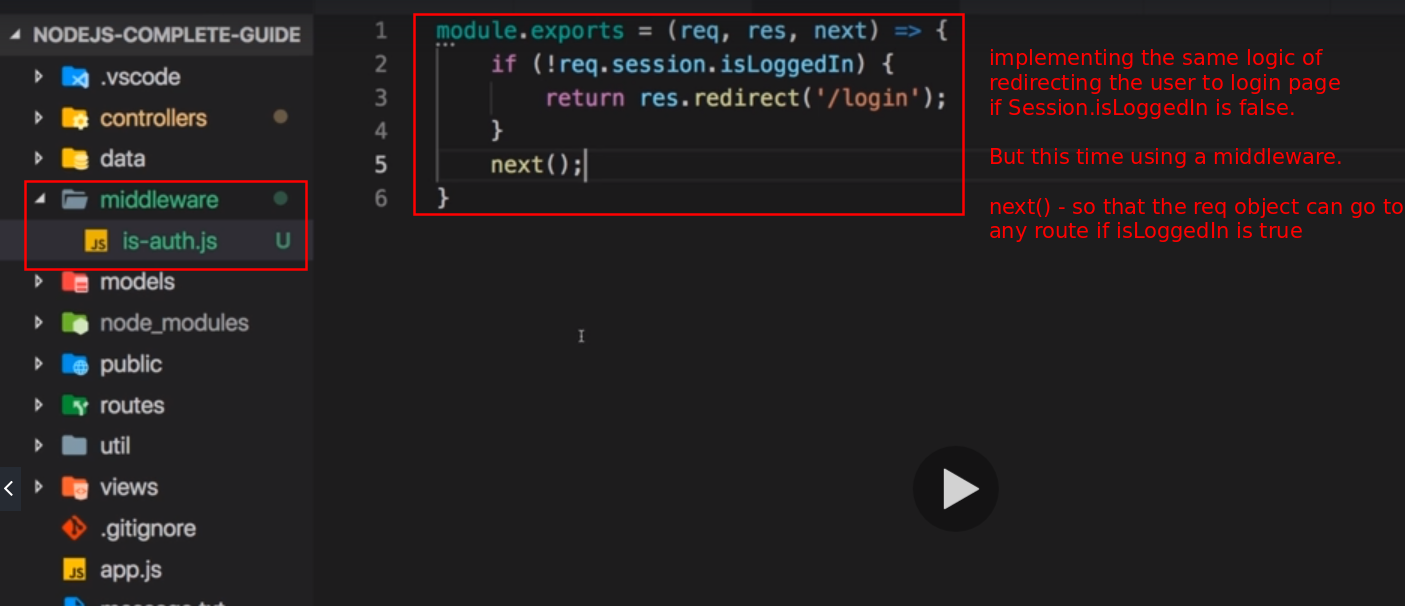 NODEJS-COMPLETE-GUIDE
.vscode
controllers
data
middleware
JS is-auth.js U
models
node_modules
public
routes
util
views
.gitignore
JS app.js
1 module.exports = (req, res, next) => {
2 if (!req.session.isLoggedIn) {
3 return res.redirect('/login');
4 }
5 next();
6 }
implementing the same logic of
redirecting the user to login page
if Session.isLoggedIn is false.
But this time using a middleware.
next() - so that the req object can go to
any route if isLoggedIn is true